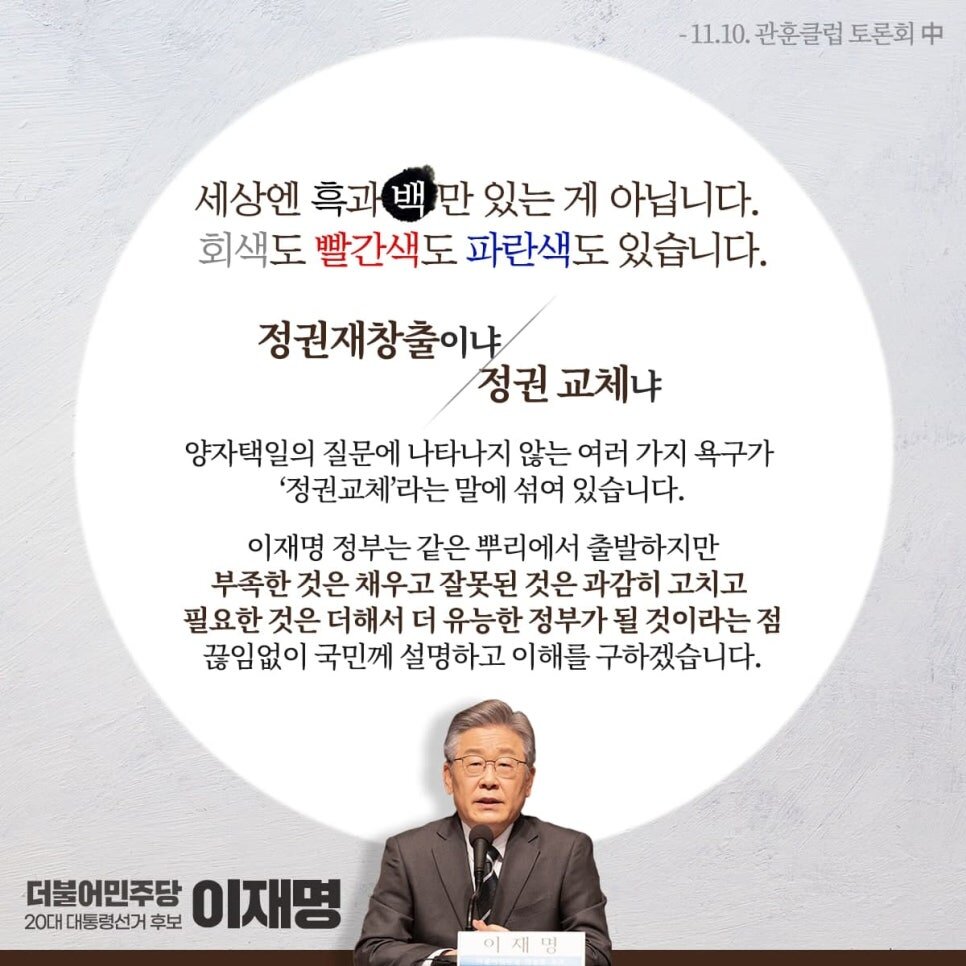 - 11.10. 관훈클럽 토론회 中
세상엔 흑과 백만 있는 게 아닙니다.
회색도 빨간색도 파란색도 있습니다.
정권재창출이냐
정권 교체냐
양자택일의 질문에 나타나지 않는 여러 가지 욕구가
‘정권교체’라는 말에 섞여 있습니다.
이재명 정부는 같은 뿌리에서 출발하지만
부족한 것은 채우고 잘못된 것은 과감히 고치고
필요한 것은 더해서 더 유능한 정부가 될 것이라는 점
끊임없이 국민께 설명하고 이해를 구하겠습니다.
더불어민주당
20대 대통령선거 후보
이재명
이 재 명